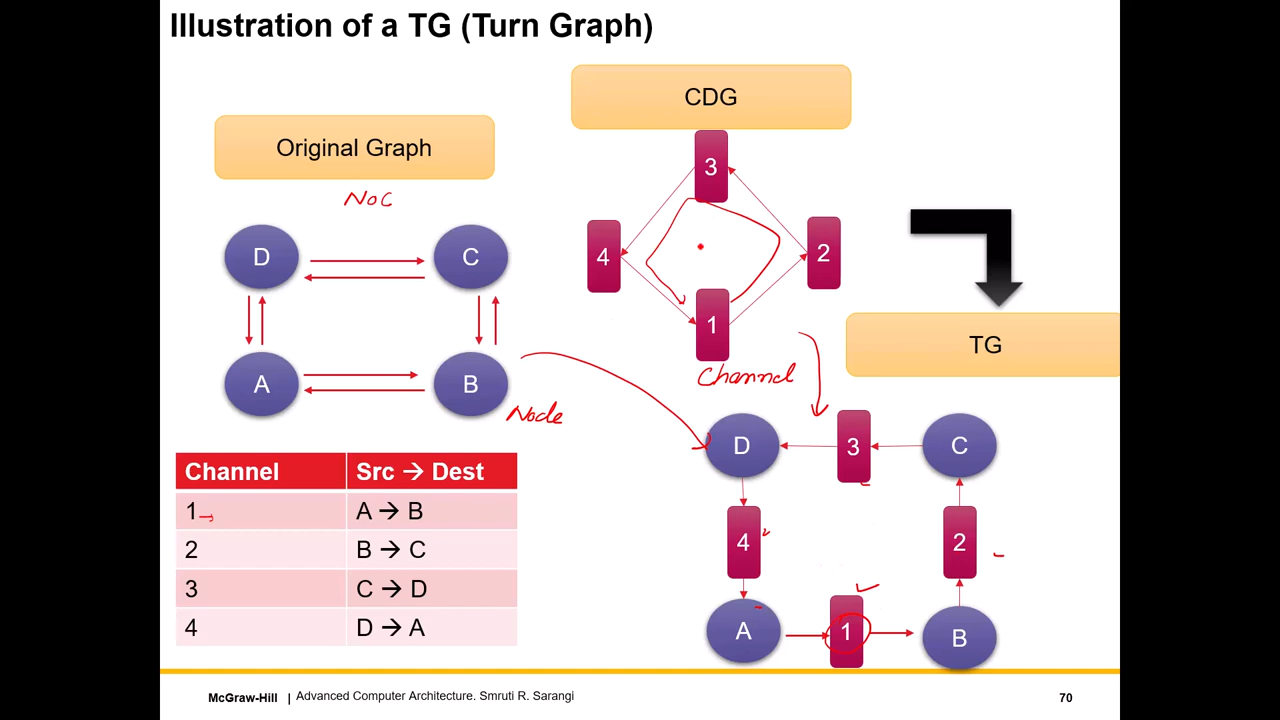 Illustration of a TG (Turn Graph)
CDG
Original Graph
NoC
3
4
2
1
D
C
A
B
Channel
Node
TG
Channel Src → Dest
1 A → B
2 B → C
3 C → D
4 D → A
D 3 C
4 2
A 1 B
McGraw-Hill | Advanced Computer Architecture. Smruti R. Sarangi 70